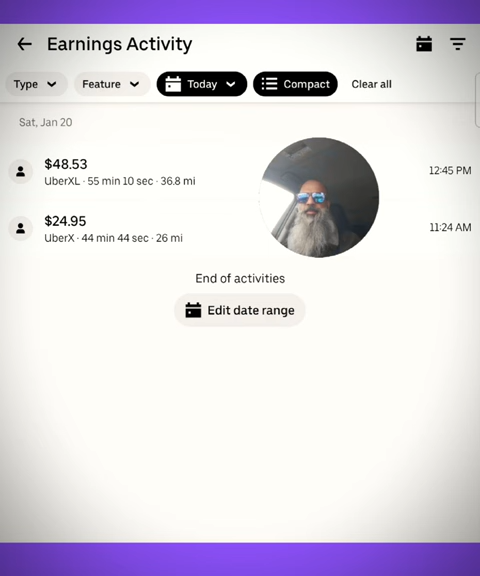 Earnings Activity
Type Feature Today Compact Clear all
Sat, Jan 20
$48.53
UberXL · 55 min 10 sec · 36.8 mi
12:45 PM
$24.95
UberX · 44 min 44 sec · 26 mi
11:24 AM
End of activities
Edit date range